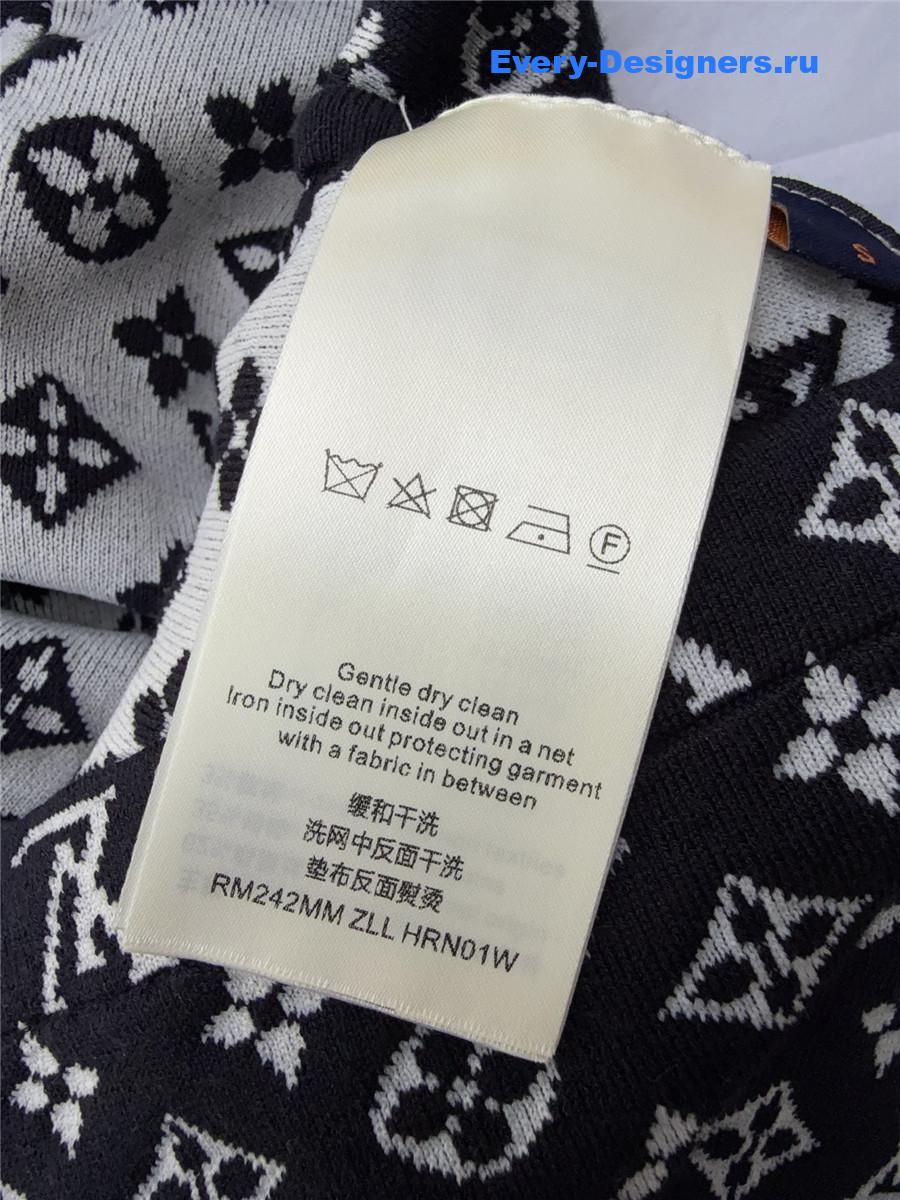 Every-Designers.ru
S
F
Gentle dry clean
Dry clean inside out in a net
Iron inside out protecting garment
with a fabric in between
缓和干洗
洗网中反面干洗
垫布反面熨烫
RM242MM ZLL HRN01W